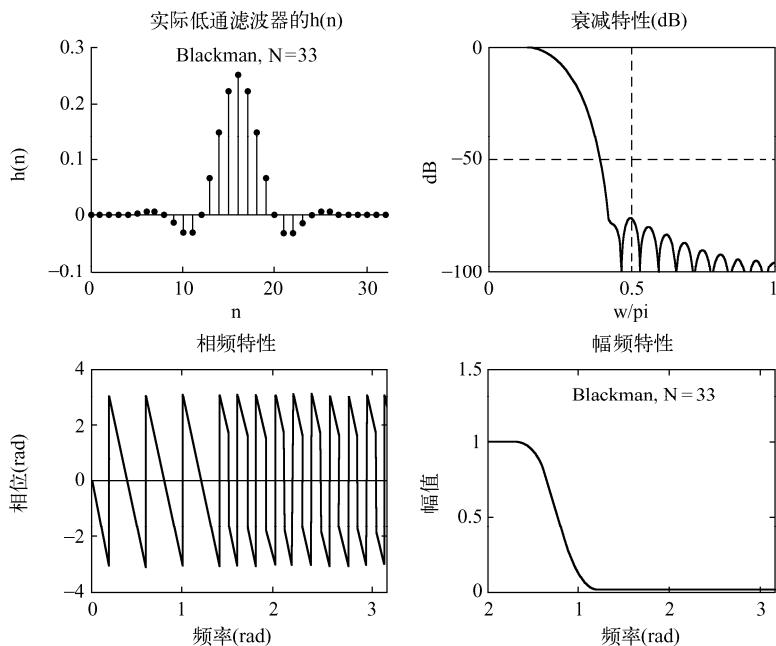 实际低通滤波器的h(n)
Blackman, N=33
h(n)
0.3
0.2
0.1
0
−0.1
0 10 20 30
n
衰减特性(dB)
dB
0
−50
−100
0 0.5 1
w/pi
相频特性
相位(rad)
4
2
0
−2
−4
0 1 2 3
频率(rad)
幅频特性
Blackman, N=33
幅值
1.5
1
0.5
0
2 1 2 3
频率(rad)